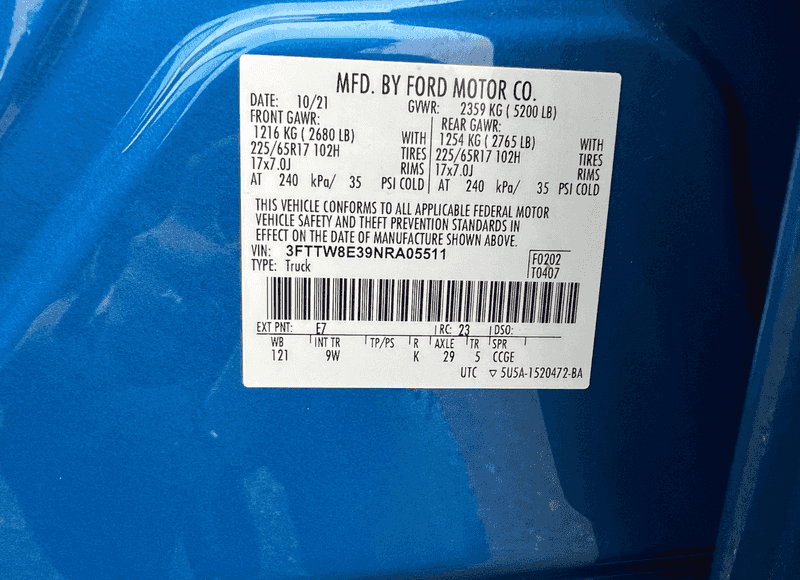 MFD. BY FORD MOTOR CO.
DATE: 10/21 GVWR: 2359 KG ( 5200 LB)
FRONT GAWR: REAR GAWR:
1216 KG ( 2680 LB) WITH 1254 KG ( 2765 LB) WITH
225/65R17 102H TIRES 225/65R17 102H TIRES
17x7.0J RIMS 17x7.0J RIMS
AT 240 kPa/ 35 PSI COLD AT 240 kPa/ 35 PSI COLD
THIS VEHICLE CONFORMS TO ALL APPLICABLE FEDERAL MOTOR
VEHICLE SAFETY AND THEFT PREVENTION STANDARDS IN
EFFECT ON THE DATE OF MANUFACTURE SHOWN ABOVE.
VIN: 3FTTW8E39NRA05511 F0202
TYPE: Truck T0407
EXT PNT: E7 RC: 23 DSO:
WB INT TR TP/PS R AXLE TR SPR
121 9W K 29 5 CCGE
UTC ▽ 5U5A-1520472-BA